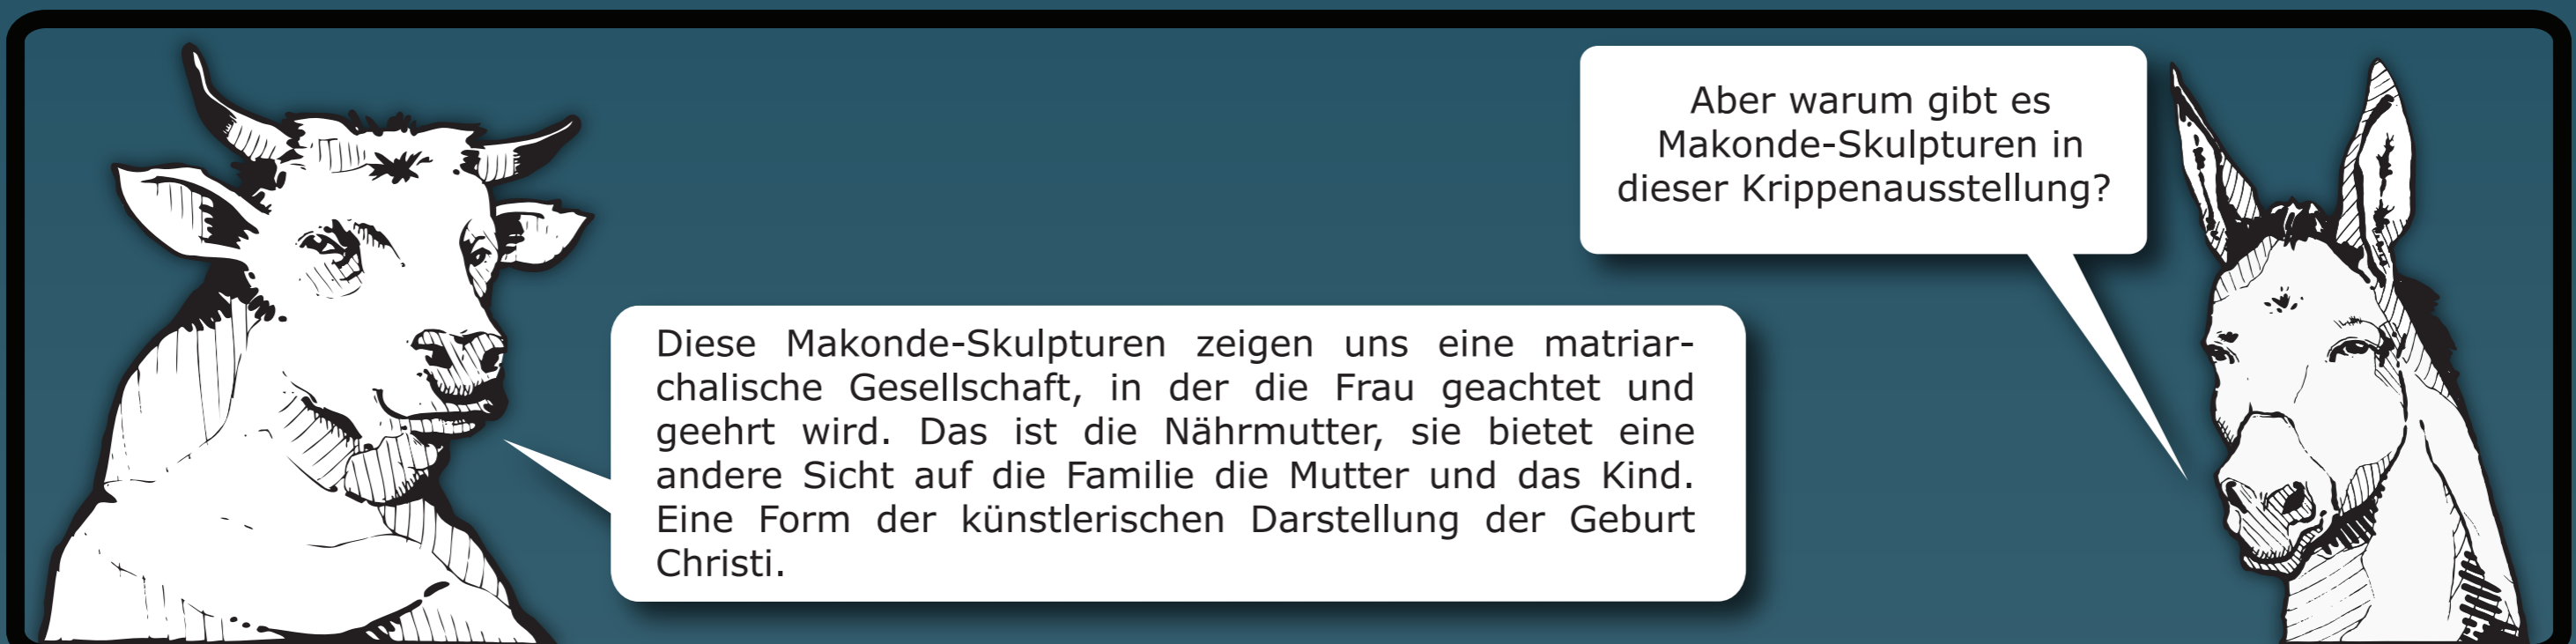 Aber warum gibt es
Makonde-Skulpturen in
dieser Krippenausstellung?
Diese Makonde-Skulpturen zeigen uns eine matriar-
chalische Gesellschaft, in der die Frau geachtet und
geehrt wird. Das ist die Nährmutter, sie bietet eine
andere Sicht auf die Familie die Mutter und das Kind.
Eine Form der künstlerischen Darstellung der Geburt
Christi.